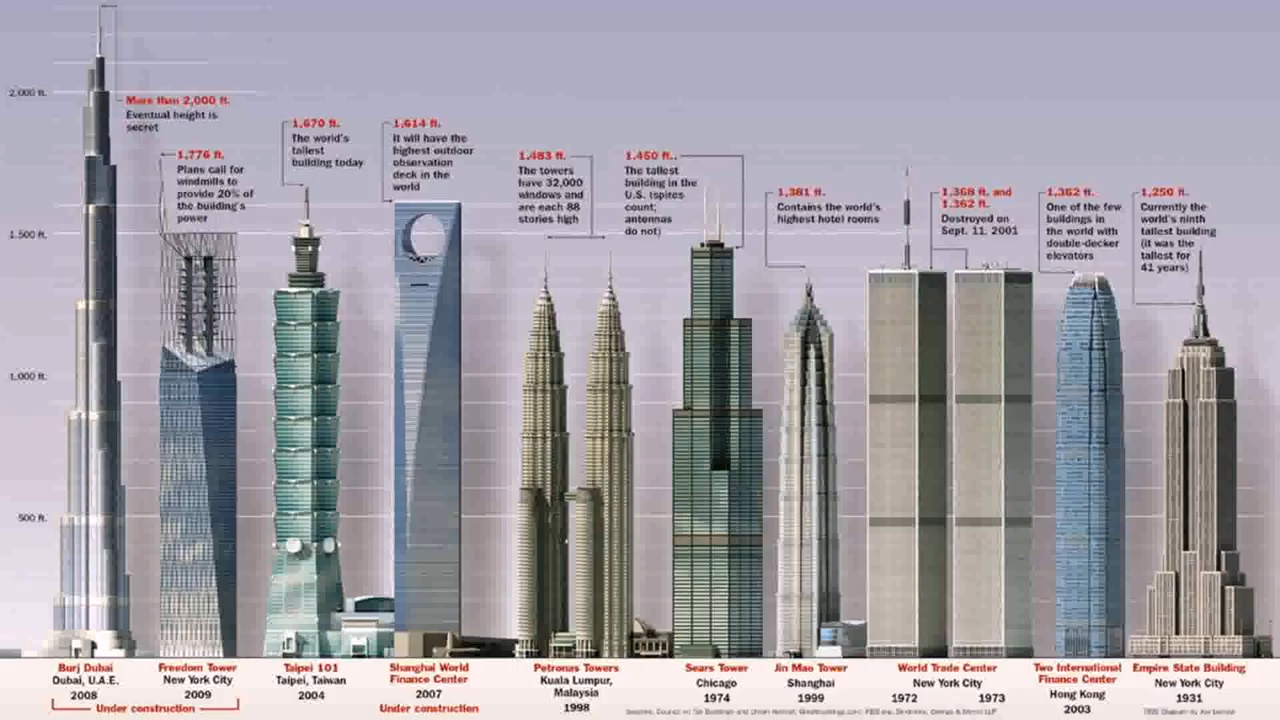 2,000 ft.
1,500 ft.
1,000 ft.
500 ft.
More than 2,000 ft.
Eventual height is
secret
1,776 ft.
Plans call for
windmills to
provide 20% of
the building's
power
1,670 ft.
The world's
tallest
building today
1,614 ft.
It will have the
highest outdoor
observation
deck in the
world
1,483 ft.
The towers
have 32,000
windows and
are each 88
stories high
1,450 ft.
The tallest
building in the
U.S. (spires
count;
antennas
do not)
1,381 ft.
Contains the world's
highest hotel rooms
1,368 ft. and
1,362 ft.
Destroyed on
Sept. 11, 2001
1,362 ft.
One of the few
buildings in
the world with
double-decker
elevators
1,250 ft.
Currently the
world's ninth
tallest building
(it was the
tallest for
41 years)
Burj Dubai
Dubai, U.A.E.
2008
Freedom Tower
New York City
2009
Under construction
Taipei 101
Taipei, Taiwan
2004
Shanghai World
Finance Center
2007
Under construction
Petronas Towers
Kuala Lumpur,
Malaysia
1998
Sears Tower
Chicago
1974
Jin Mao Tower
Shanghai
1999
World Trade Center
New York City
1972 1973
Two International
Finance Center
Hong Kong
2003
Empire State Building
New York City
1931